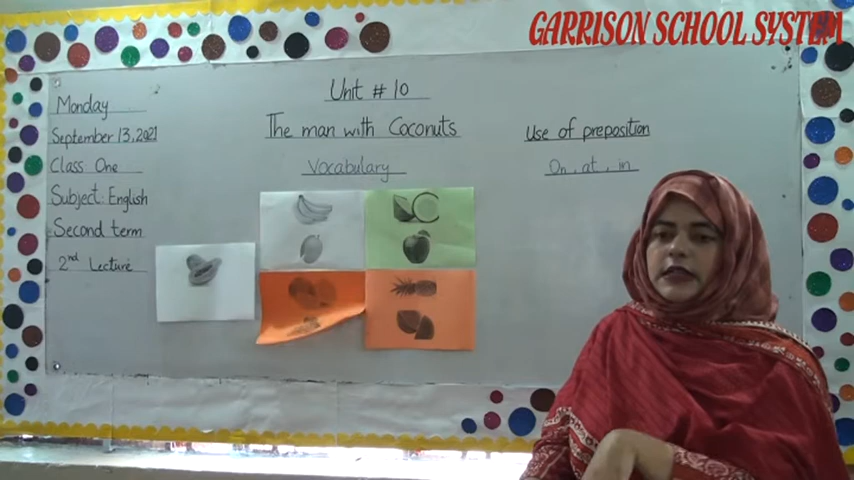 GARRISON SCHOOL SYSTEM
Monday
September 13, 2021
Class One
Subject: English
Second term
2nd Lecture
Unit # 10
The man with Coconuts
Vocabulary
Use of preposition
On, at, in